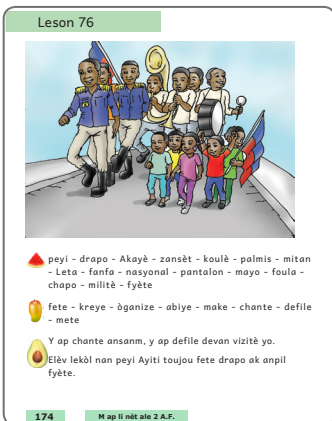 Leson 76
peyi - drapo - Akayè - zansèt - koulè - palmis - mitan
- Leta - fanfa - nasyonal - pantalon - mayo - foula -
chapo - militè - fyète
fete - kreye - òganize - abiye - make - chante - defile
- mete
Y ap chante ansanm, y ap defile devan vizitè yo.
Elèv lekòl nan peyi Ayiti toujou fete drapo ak anpil
fyète.
174 M ap li nèt ale 2 A.F.